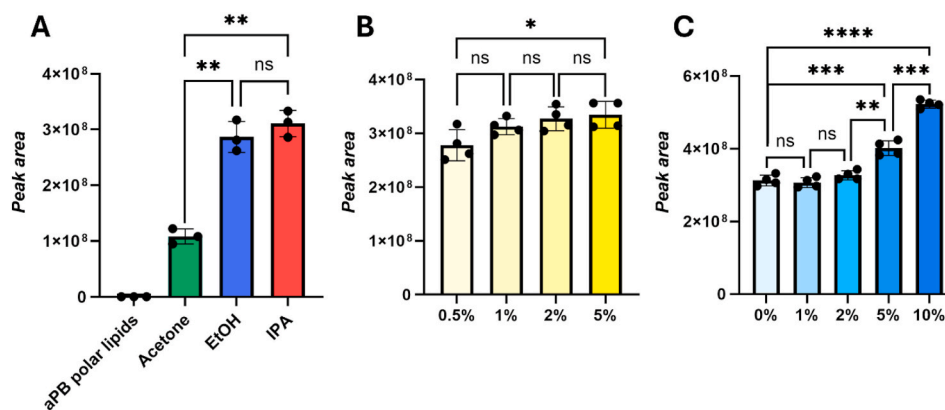 A
**
**
ns
4×10⁸
3×10⁸
2×10⁸
1×10⁸
0
Peak area
aPB polar lipids
Acetone
EtOH
IPA
B
*
ns
ns
ns
4×10⁸
3×10⁸
2×10⁸
1×10⁸
0
Peak area
0.5%
1%
2%
5%
C
****
***
***
**
ns
ns
6×10⁸
4×10⁸
2×10⁸
0
Peak area
0%
1%
2%
5%
10%